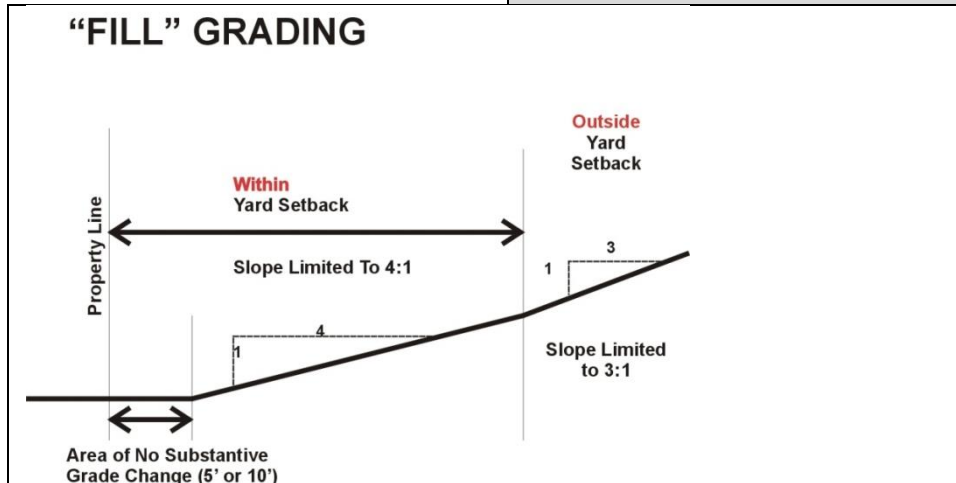 “FILL” GRADING
Outside
Yard
Setback
Within
Yard Setback
Property Line
Slope Limited To 4:1
3
1
4
1
Slope Limited
to 3:1
Area of No Substantive
Grade Change (5’ or 10’)